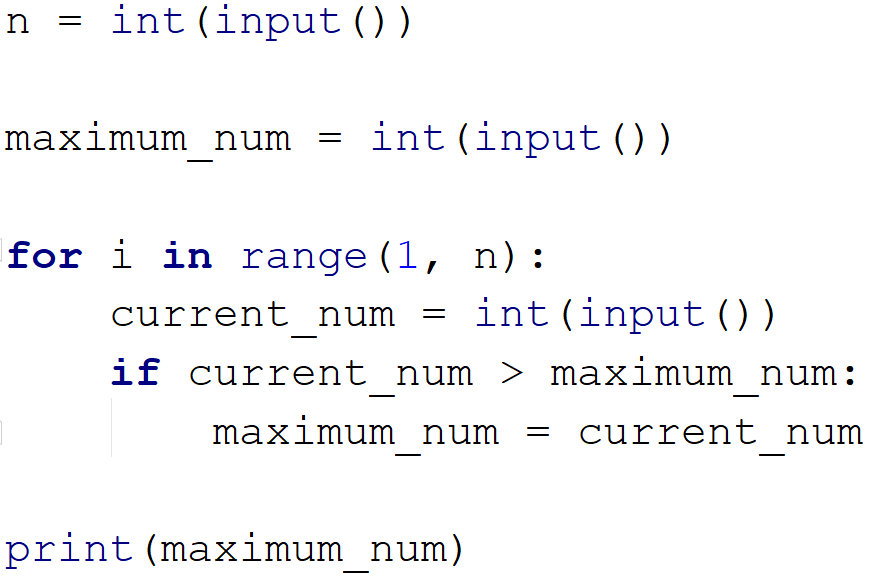 n = int(input())
maximum_num = int(input())
for i in range(1, n):
    current_num = int(input())
    if current_num > maximum_num:
        maximum_num = current_num
print(maximum_num)